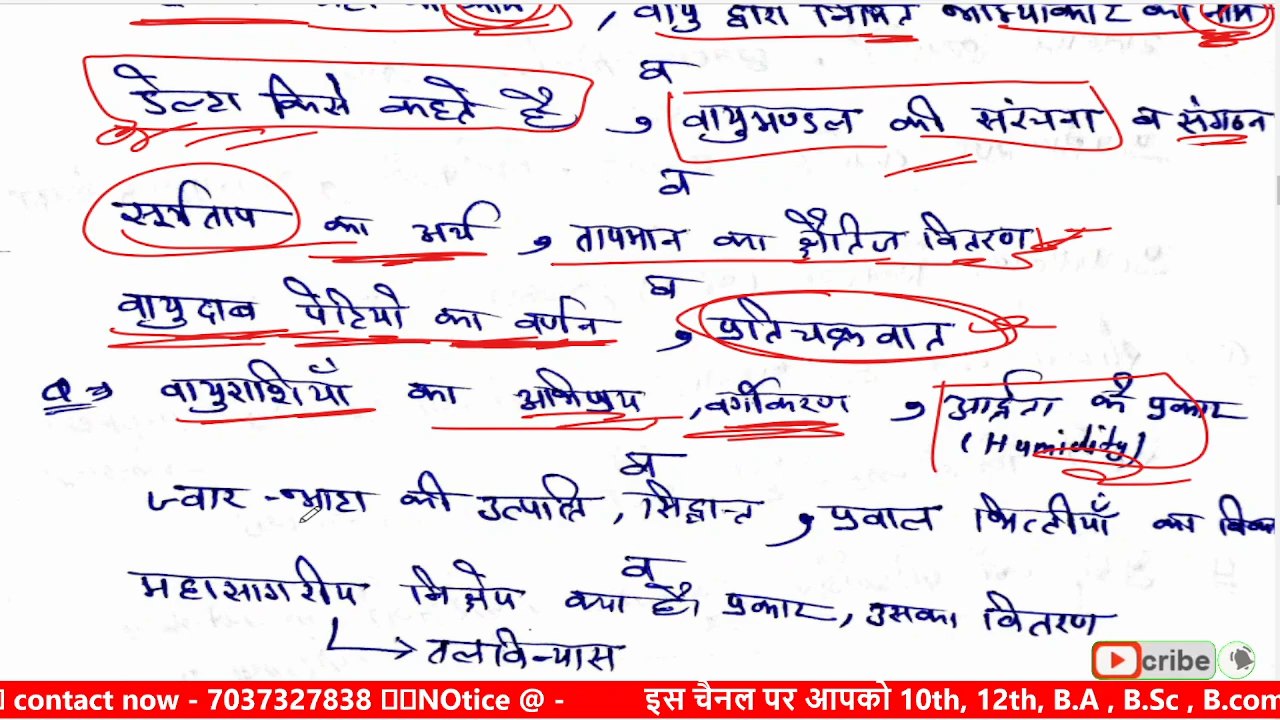 , वायु द्वारा निर्मित का नाम
व
डेल्टा किसे कहते है , वायुमण्डल की संरचना व संगठन
व
सूर्यताप का अर्थ , तापमान का क्षैतिज वितरण
व
वायुदाब पेटियो का वर्णन , प्रतिचक्रवात
Q⇒ वायुराशियाँ का अभिप्राय , वर्गीकरण , आर्द्रता के प्रकार
(Humidity)
व
ज्वार-भाटा की उत्पत्ति , सिद्धान्त , प्रवाल भित्तीयाँ का
व
महासागरीय निक्षेप क्या है। प्रकार , उसका वितरण
↳ तलविन्यास
cribe
contact now - 7037327838 NOtice @ - इस चैनल पर आपको 10th, 12th, B.A , B.Sc , B.com